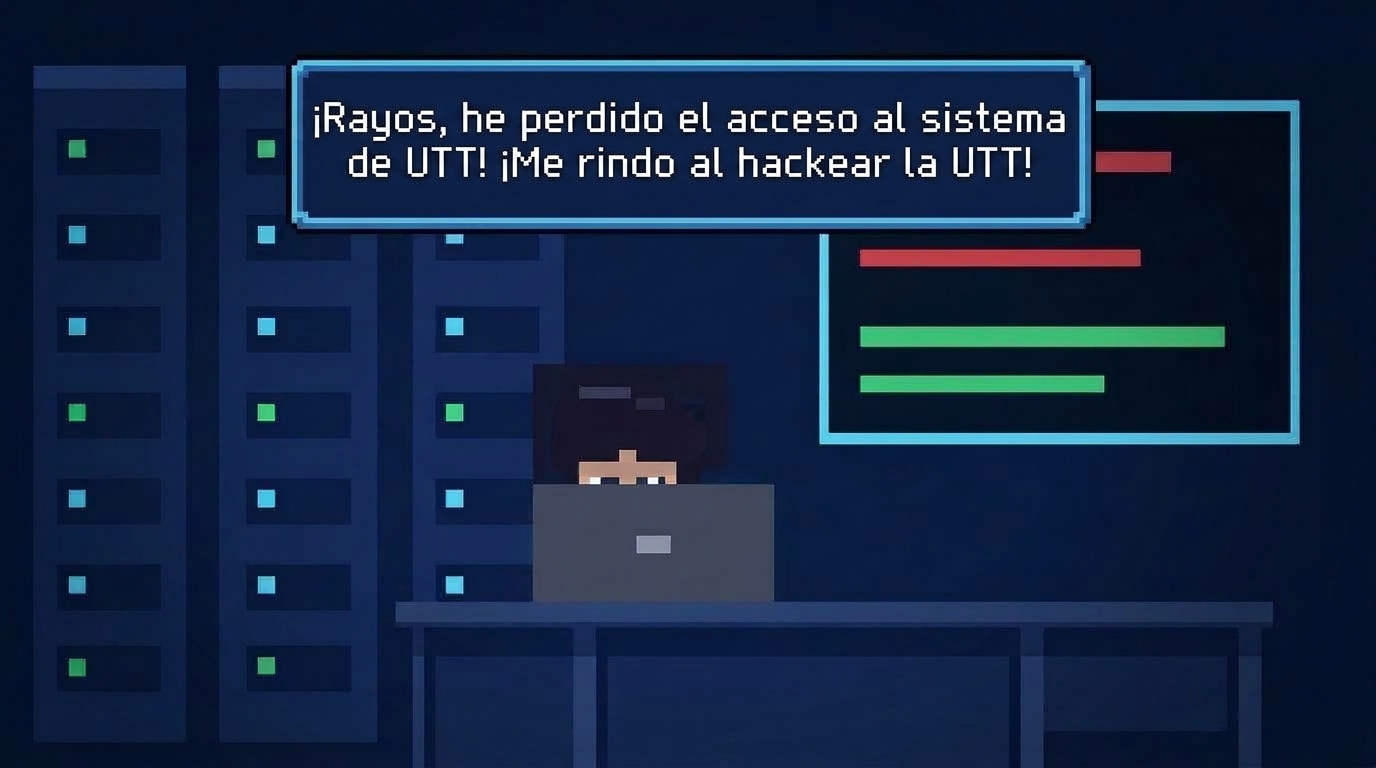 ¡Rayos, he perdido el acceso al sistema
de UTT! ¡Me rindo al hackear la UTT!